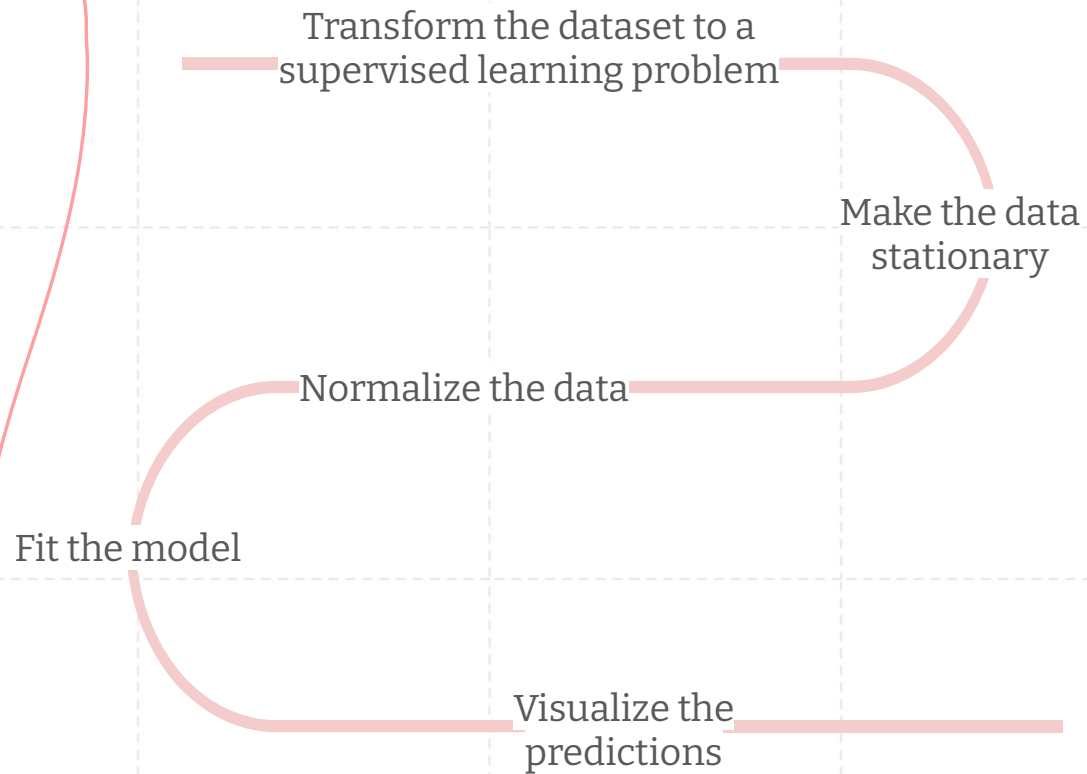 Transform the dataset to a
supervised learning problem
Make the data
stationary
Normalize the data
Fit the model
Visualize the
predictions